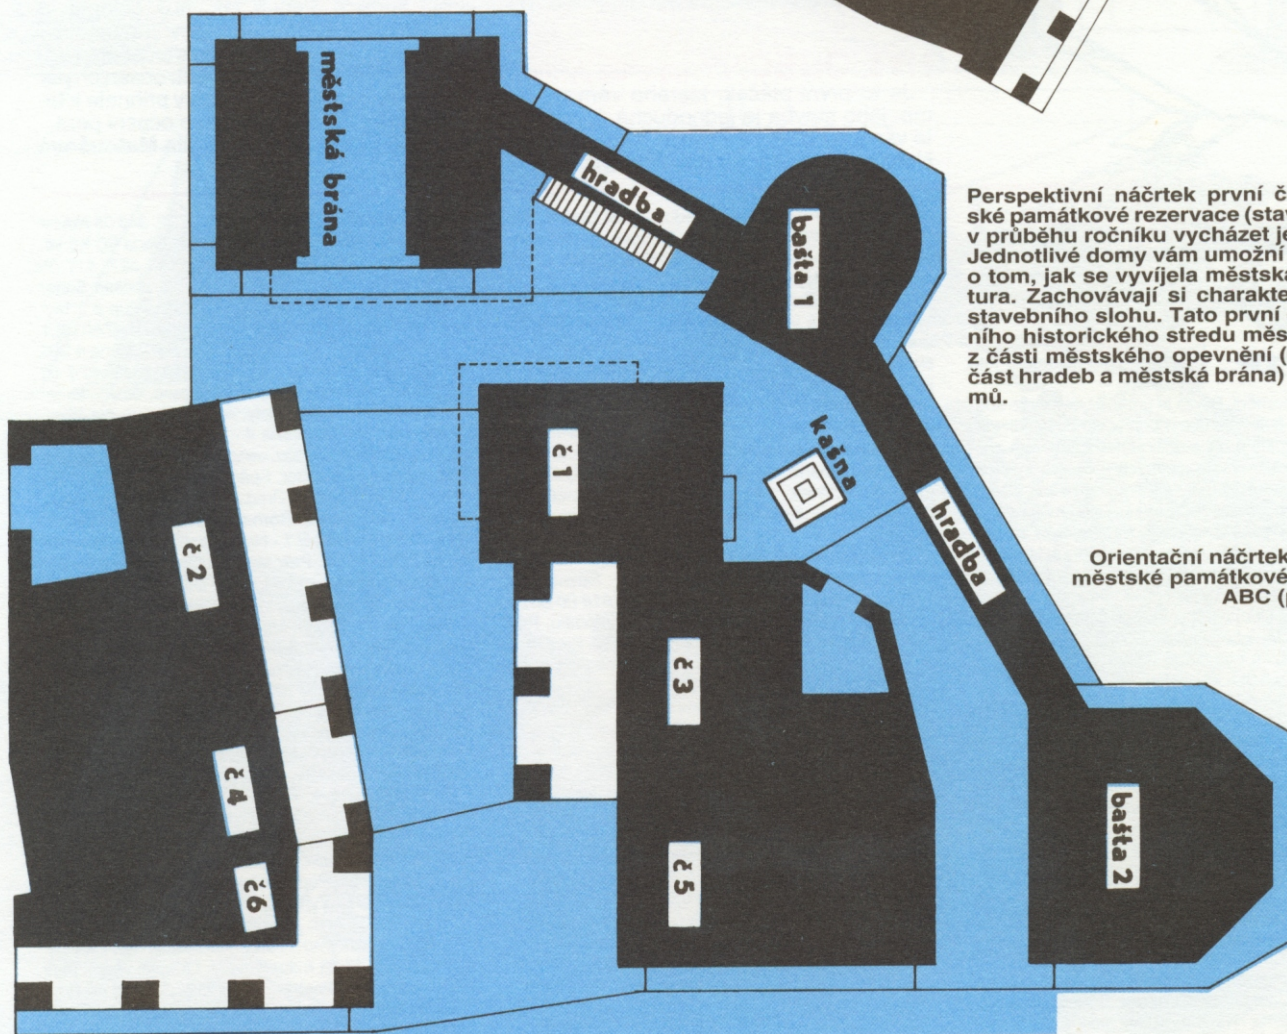 městská brána
hradba
bašta 1
kašna
hradba
bašta 2
č 1
č 2
č 3
č 4
č 5
č 6
Perspektivní náčrtek první č
ské památkové rezervace (sta
v průběhu ročníku vycházet je
Jednotlivé domy vám umožní
o tom, jak se vyvíjela městská
tura. Zachovávají si charakte
stavebního slohu. Tato první
ního historického středu měs
z části městského opevnění (
část hradeb a městská brána)
mů.
Orientační náčrtek
městské památkové
ABC (